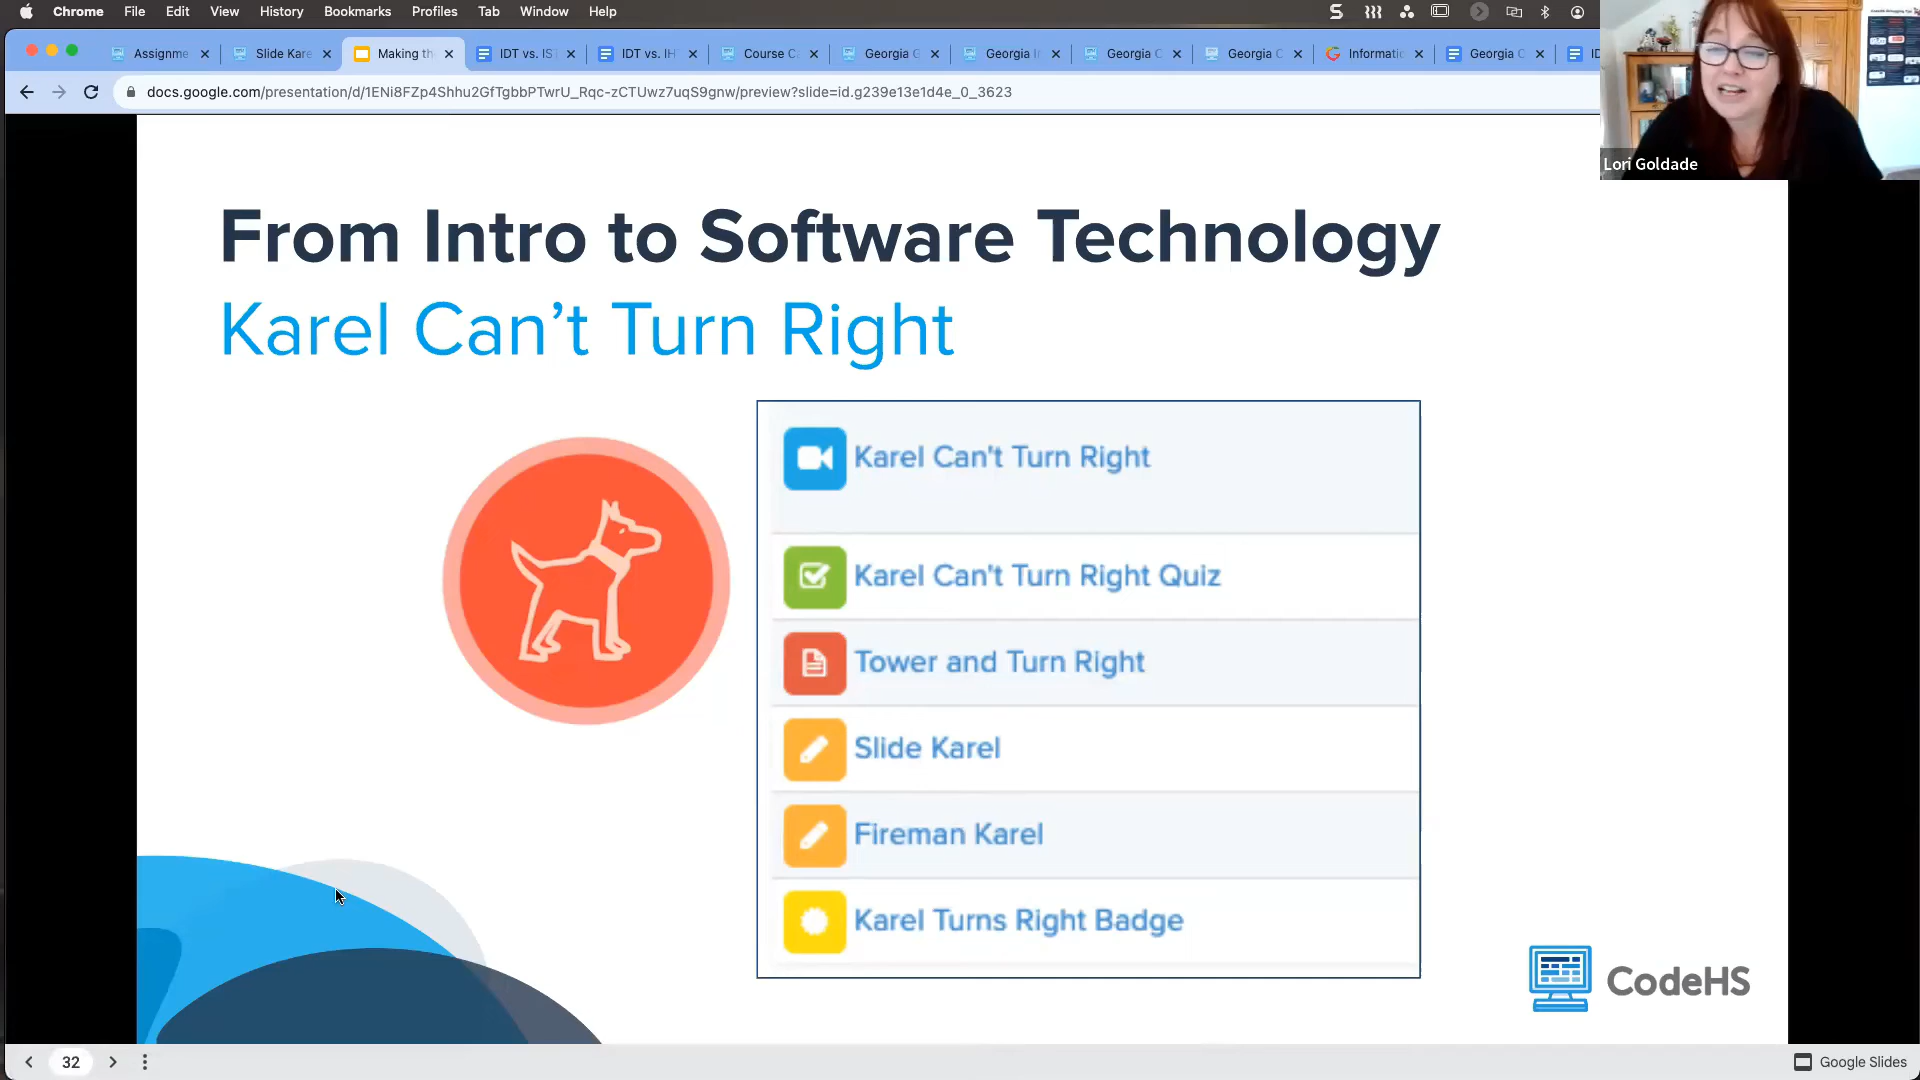 Chrome File Edit View History Bookmarks Profiles Tab Window Help
Assignme Slide Kare Making th IDT vs. IS IDT vs. IH Course C Georgia G Georgia I Georgia C Georgia C Informatic Georgia C
docs.google.com/presentation/d/1ENi8FZp4Shhu2GfTgbbPTwrU_Rqc-zCTUwz7uqS9gnw/preview?slide=id.g239e13e1d4e_0_3623
Lori Goldade
From Intro to Software Technology
Karel Can’t Turn Right
Karel Can't Turn Right
Karel Can't Turn Right Quiz
Tower and Turn Right
Slide Karel
Fireman Karel
Karel Turns Right Badge
CodeHS
32
Google Slides